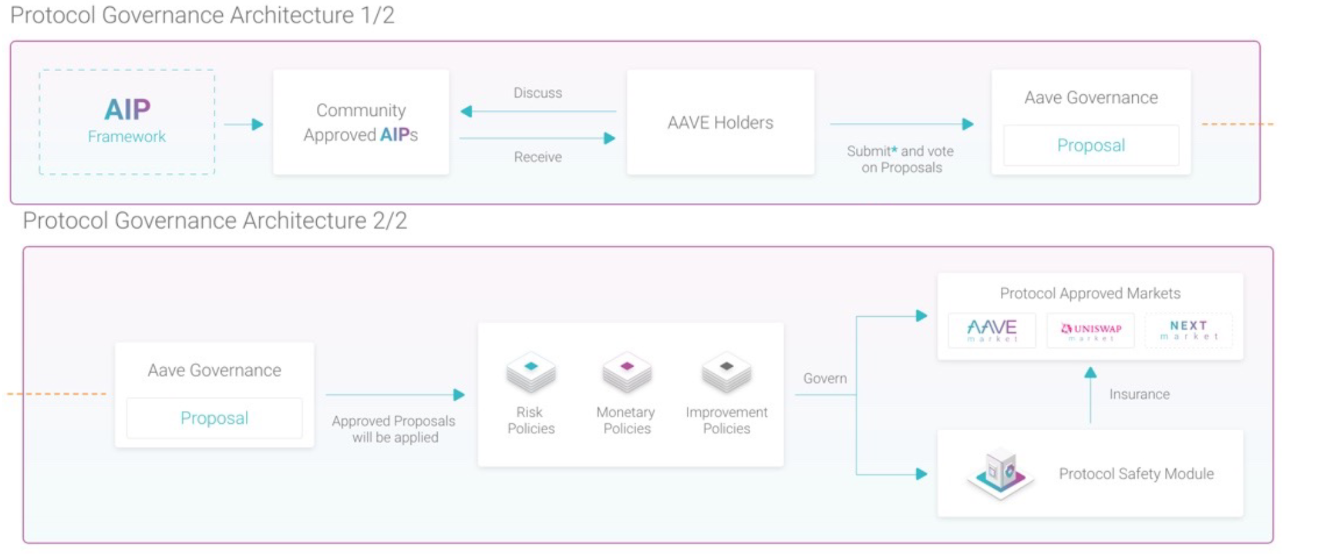 Protocol Governance Architecture 1/2
AIP
Framework
Community
Approved AIPs
Discuss
Receive
AAVE Holders
Submit* and vote
on Proposals
Aave Governance
Proposal
Protocol Governance Architecture 2/2
Aave Governance
Proposal
Approved Proposals
will be applied
Risk
Policies
Monetary
Policies
Improvement
Policies
Govern
Protocol Approved Markets
AAVE
market
UNISWAP
market
NEXT
market
Insurance
Protocol Safety Module